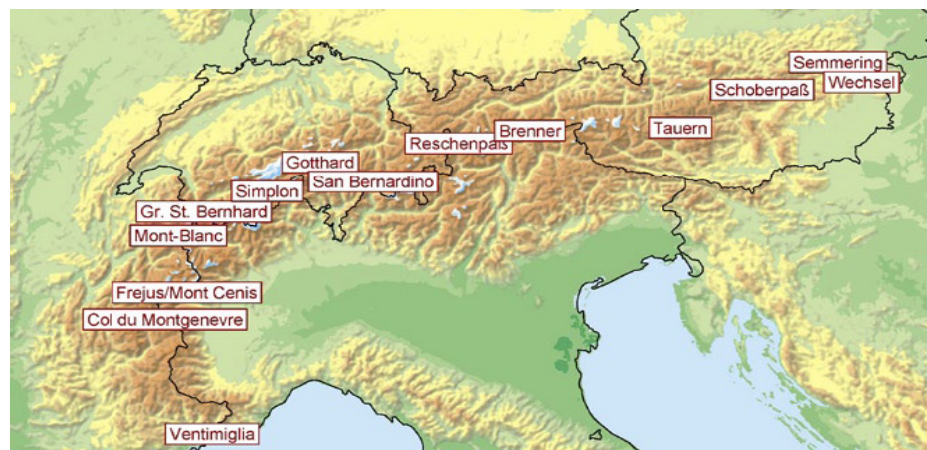 Semmering
Wechsel
Schoberpaß
Tauern
Brenner
Reschenpaß
Gotthard
San Bernardino
Simplon
Gr. St. Bernhard
Mont-Blanc
Frejus/Mont Cenis
Col du Montgenevre
Ventimiglia